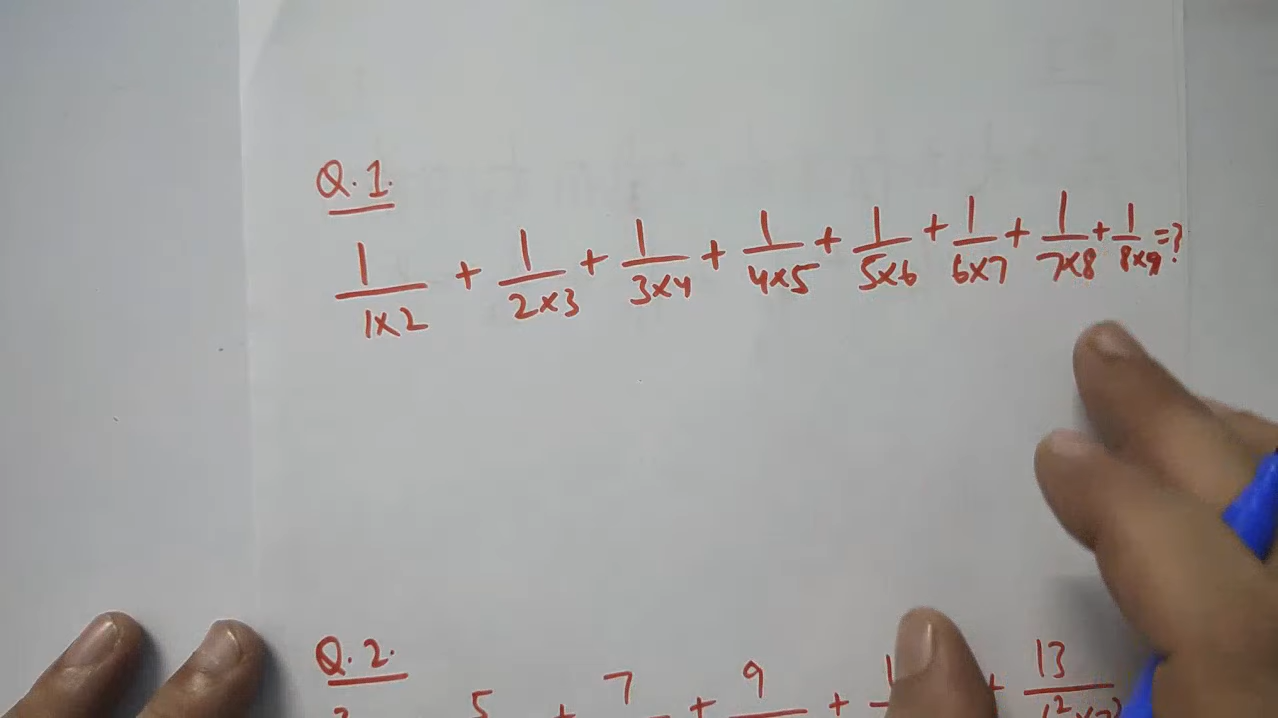 Q.1.
1/1×2 + 1/2×3 + 1/3×4 + 1/4×5 + 1/5×6 + 1/6×7 + 1/7×8 + 1/8×9 =?
Q.2.
5 + 7 + 9 + + 13